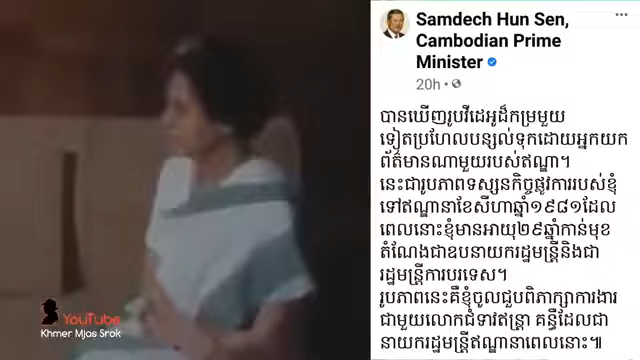 Samdech Hun Sen,
Cambodian Prime
Minister
20h
បានឃើញរូបវីដេអូដ៏កម្រមួយ
ទៀតប្រហែលបន្សល់ទុកដោយអ្នកយក
ព័ត៌មានណាមួយរបស់ឥណ្ឌា។
នេះជារូបភាពទស្សនកិច្ចផ្លូវការរបស់ខ្ញុំ
ទៅឥណ្ឌានាខែសីហាឆ្នាំ១៩៨១ដែល
ពេលនោះខ្ញុំមានអាយុ២៩ឆ្នាំកាន់មុខ
តំណែងជាឧបនាយករដ្ឋមន្ត្រីនិងជា
រដ្ឋមន្ត្រីការបរទេស។
រូបភាពនេះគឺខ្ញុំចូលជួបពិភាក្សាការងារ
ជាមួយលោកជំទាវឥន្ទ្រា គន្ធីដែលជា
នាយករដ្ឋមន្ត្រីឥណ្ឌាពេលនោះ៕
YouTube
Khmer Mjas Srok